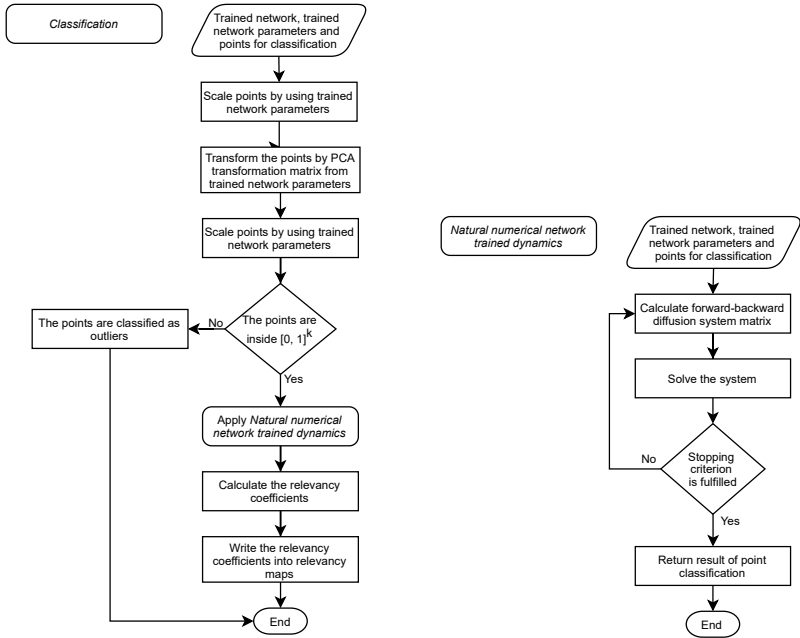 Classification
Trained network, trained
network parameters and
points for classification
Scale points by using trained
network parameters
Transform the points by PCA
transformation matrix from
trained network parameters
Scale points by using trained
network parameters
The points are
inside [0, 1]^k
No
The points are classified as
outliers
Yes
Apply Natural numerical
network trained dynamics
Calculate the relevancy
coefficients
Write the relevancy
coefficients into relevancy
maps
End
Natural numerical network
trained dynamics
Trained network, trained
network parameters and
points for classification
Calculate forward-backward
diffusion system matrix
Solve the system
Stopping
criterion
is fulfilled
No
Yes
Return result of point
classification
End